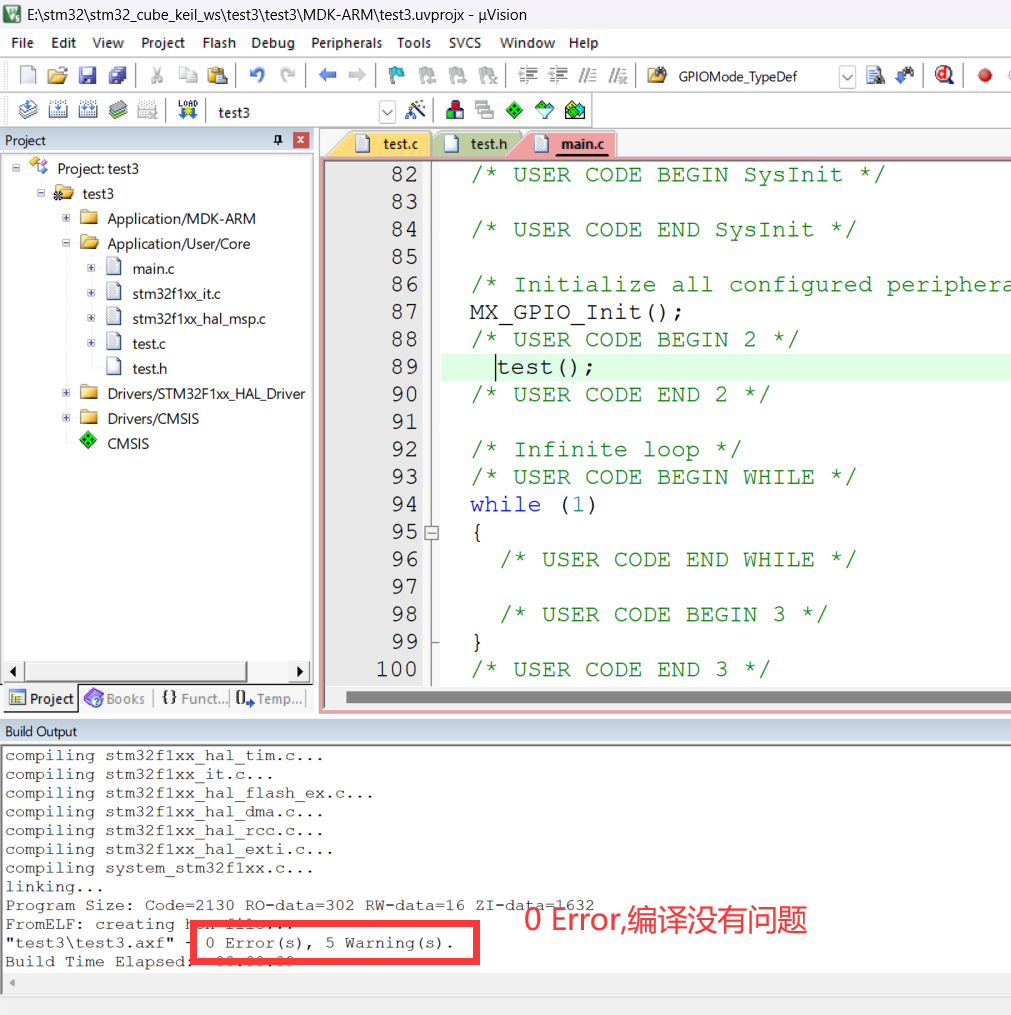 E:\stm32\stm32_cube_keil_ws\test3\test3\MDK-ARM\test3.uvprojx - µVision
File Edit View Project Flash Debug Peripherals Tools SVCS Window Help
GPIOMode_TypeDef
LOAD
test3
Project
test.c test.h main.c
Project: test3
test3
Application/MDK-ARM
Application/User/Core
main.c
stm32f1xx_it.c
stm32f1xx_hal_msp.c
test.c
test.h
Drivers/STM32F1xx_HAL_Driver
Drivers/CMSIS
CMSIS
82 /* USER CODE BEGIN SysInit */
83
84 /* USER CODE END SysInit */
85
86 /* Initialize all configured periphera
87 MX_GPIO_Init();
88 /* USER CODE BEGIN 2 */
89 test();
90 /* USER CODE END 2 */
91
92 /* Infinite loop */
93 /* USER CODE BEGIN WHILE */
94 while (1)
95 {
96 /* USER CODE END WHILE */
97
98 /* USER CODE BEGIN 3 */
99 }
100 /* USER CODE END 3 */
Project Books {} Funct... Temp...
Build Output
compiling stm32f1xx_hal_tim.c...
compiling stm32f1xx_it.c...
compiling stm32f1xx_hal_flash_ex.c...
compiling stm32f1xx_hal_dma.c...
compiling stm32f1xx_hal_rcc.c...
compiling stm32f1xx_hal_exti.c...
compiling system_stm32f1xx.c...
linking...
Program Size: Code=2130 RO-data=302 RW-data=16 ZI-data=1632
FromELF: creating hex file...
"test3\test3.axf" - 0 Error(s), 5 Warning(s).
Build Time Elapsed:
0 Error,编译没有问题